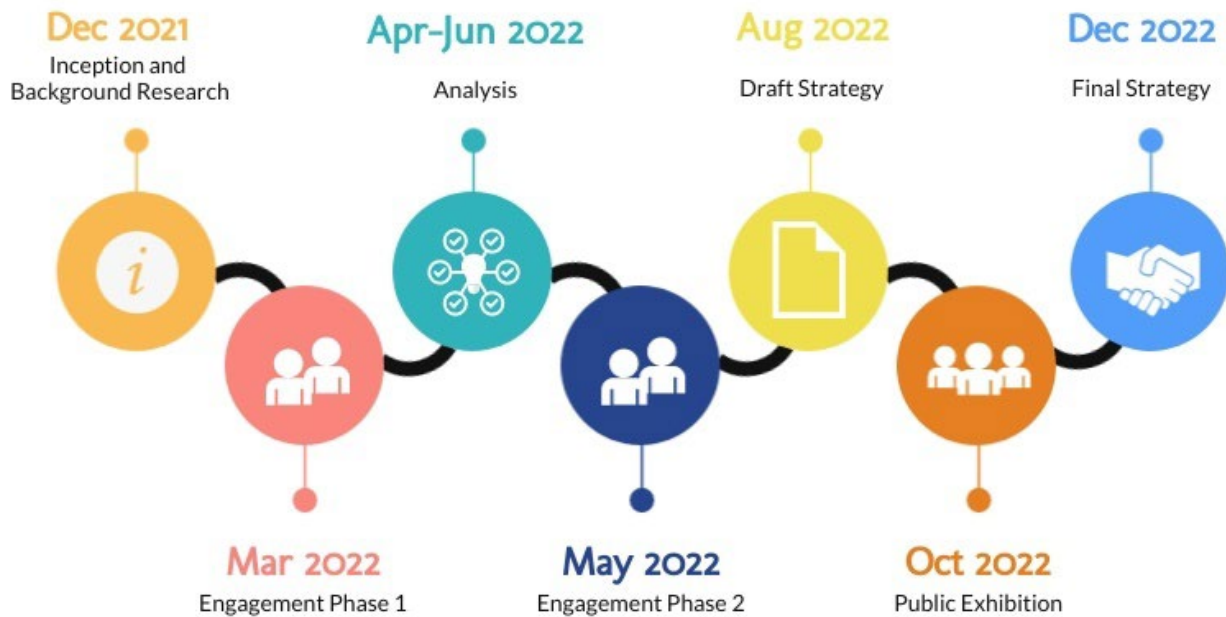 Dec 2021
Inception and
Background Research
Apr-Jun 2022
Analysis
Aug 2022
Draft Strategy
Dec 2022
Final Strategy
i
Mar 2022
Engagement Phase 1
May 2022
Engagement Phase 2
Oct 2022
Public Exhibition